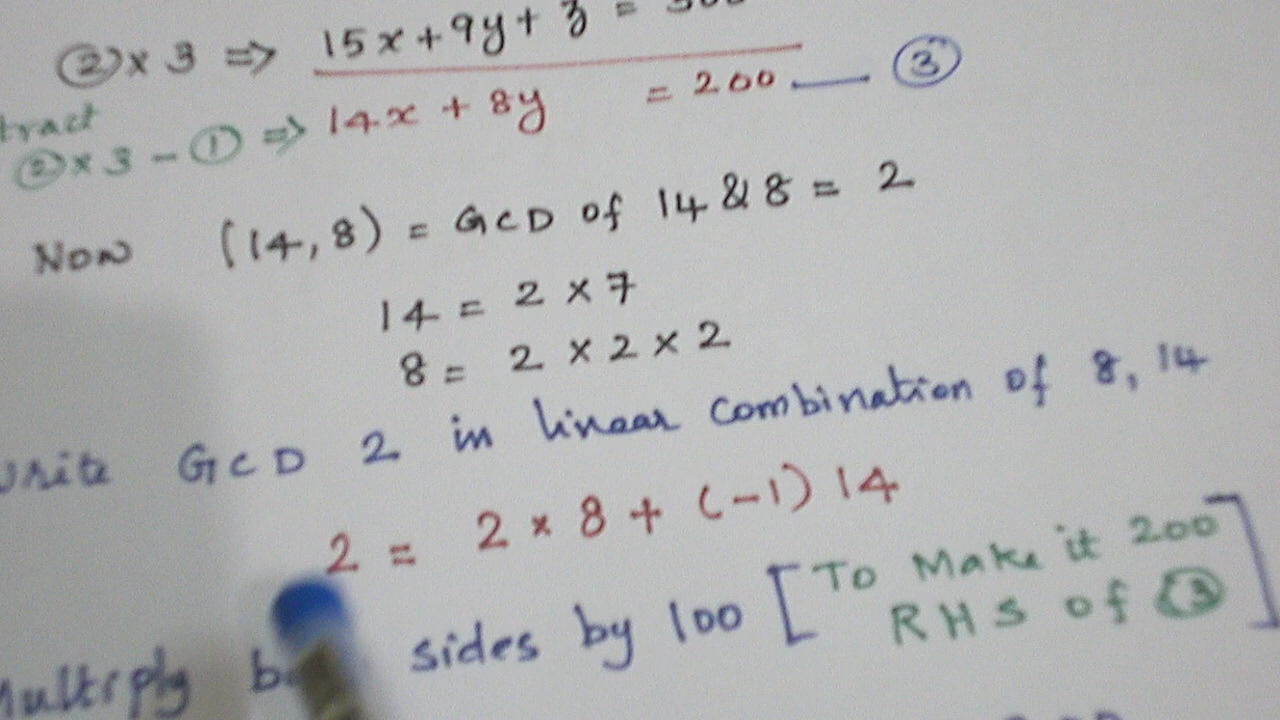 ②×3 ⇒ 15x+9y+z =
14x + 8y = 200 — ③
②×3 - ① ⇒
Now (14,8) = GCD of 14 & 8 = 2
14 = 2 × 7
8 = 2 × 2 × 2
GCD 2 in linear combination of 8, 14
2 = 2 × 8 + (-1) 14
sides by 100 [To Make it 200
RHS of ③]